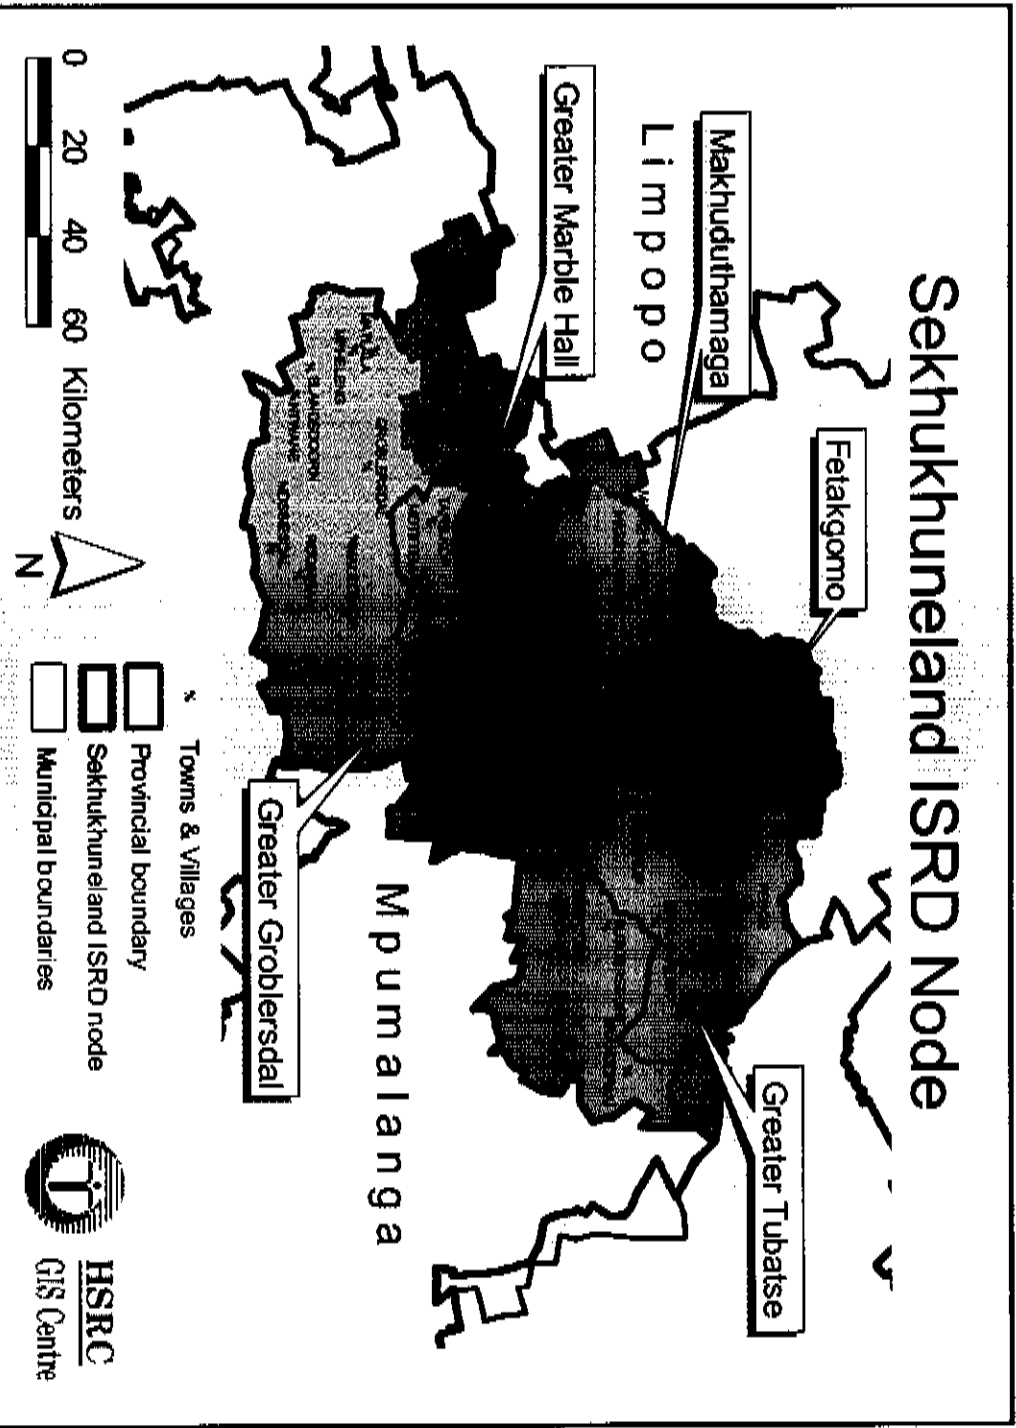 Sekhukhuneland ISRD Node
Fetakgomo
Makhuduthamaga
Limpopo
Greater Marble Hall
Greater Tubatse
Mpumalanga
Greater Groblersdal
ELANDSDOORN
0 20 40 60 Kilometers
N
Towns & Villages
Provincial boundary
Sekhukhuneland ISRD node
Municipal boundaries
HSRC
GIS Centre